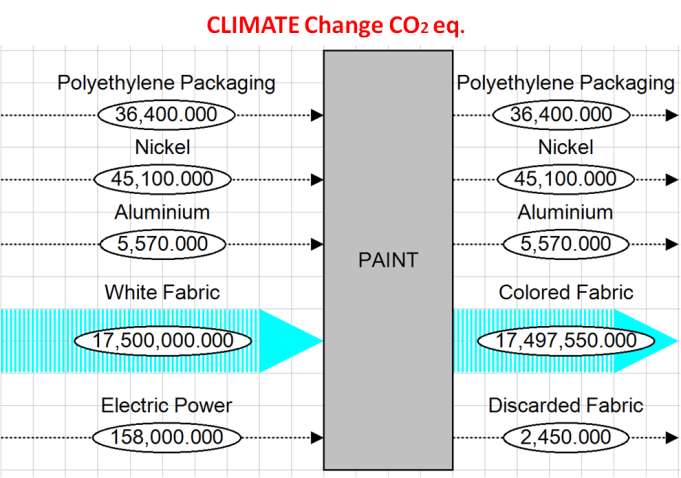 CLIMATE Change CO₂ eq.
Polyethylene Packaging
36,400.000
Nickel
45,100.000
Aluminium
5,570.000
White Fabric
17,500,000.000
Electric Power
158,000.000
PAINT
Polyethylene Packaging
36,400.000
Nickel
45,100.000
Aluminium
5,570.000
Colored Fabric
17,497,550.000
Discarded Fabric
2,450.000